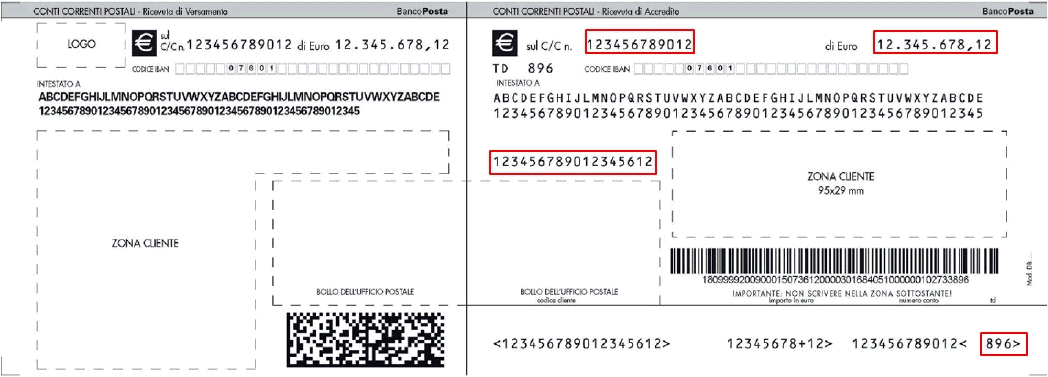 CONTI CORRENTI POSTALI - Ricevuta di Versamento BancoPosta
LOGO
€ sul C/C n. 123456789012 di Euro 12.345.678,12
CODICE IBAN 07601
INTESTATO A
ABCDEFGHIJLMNOPQRSTUVWXYZABCDEFGHIJLMNOPQRSTUVWXYZABCDE
123456789012345678901234567890123456789012345678901 2345
ZONA CLIENTE
BOLLO DELL'UFFICIO POSTALE
CONTI CORRENTI POSTALI - Ricevuta di Accredito BancoPosta
€ sul C/C n. 123456789012 di Euro 12.345.678,12
TD 896 CODICE IBAN 07601
INTESTATO A
ABCDEFGHIJLMNOPQRSTUVWXYZABCDEFGHIJLMNOPQRSTUVWXYZABCDE
1234567890123456789012345678901234567890123456789012345
123456789012345612
ZONA CLIENTE
95x29 mm
BOLLO DELL'UFFICIO POSTALE
codice cliente
18099992009000150736120000301684051000000102733896
IMPORTANTE: NON SCRIVERE NELLA ZONA SOTTOSTANTE!
importo in euro numero conto td
Mod. DB ...
<123456789012345612> 12345678+12> 123456789012< 896>